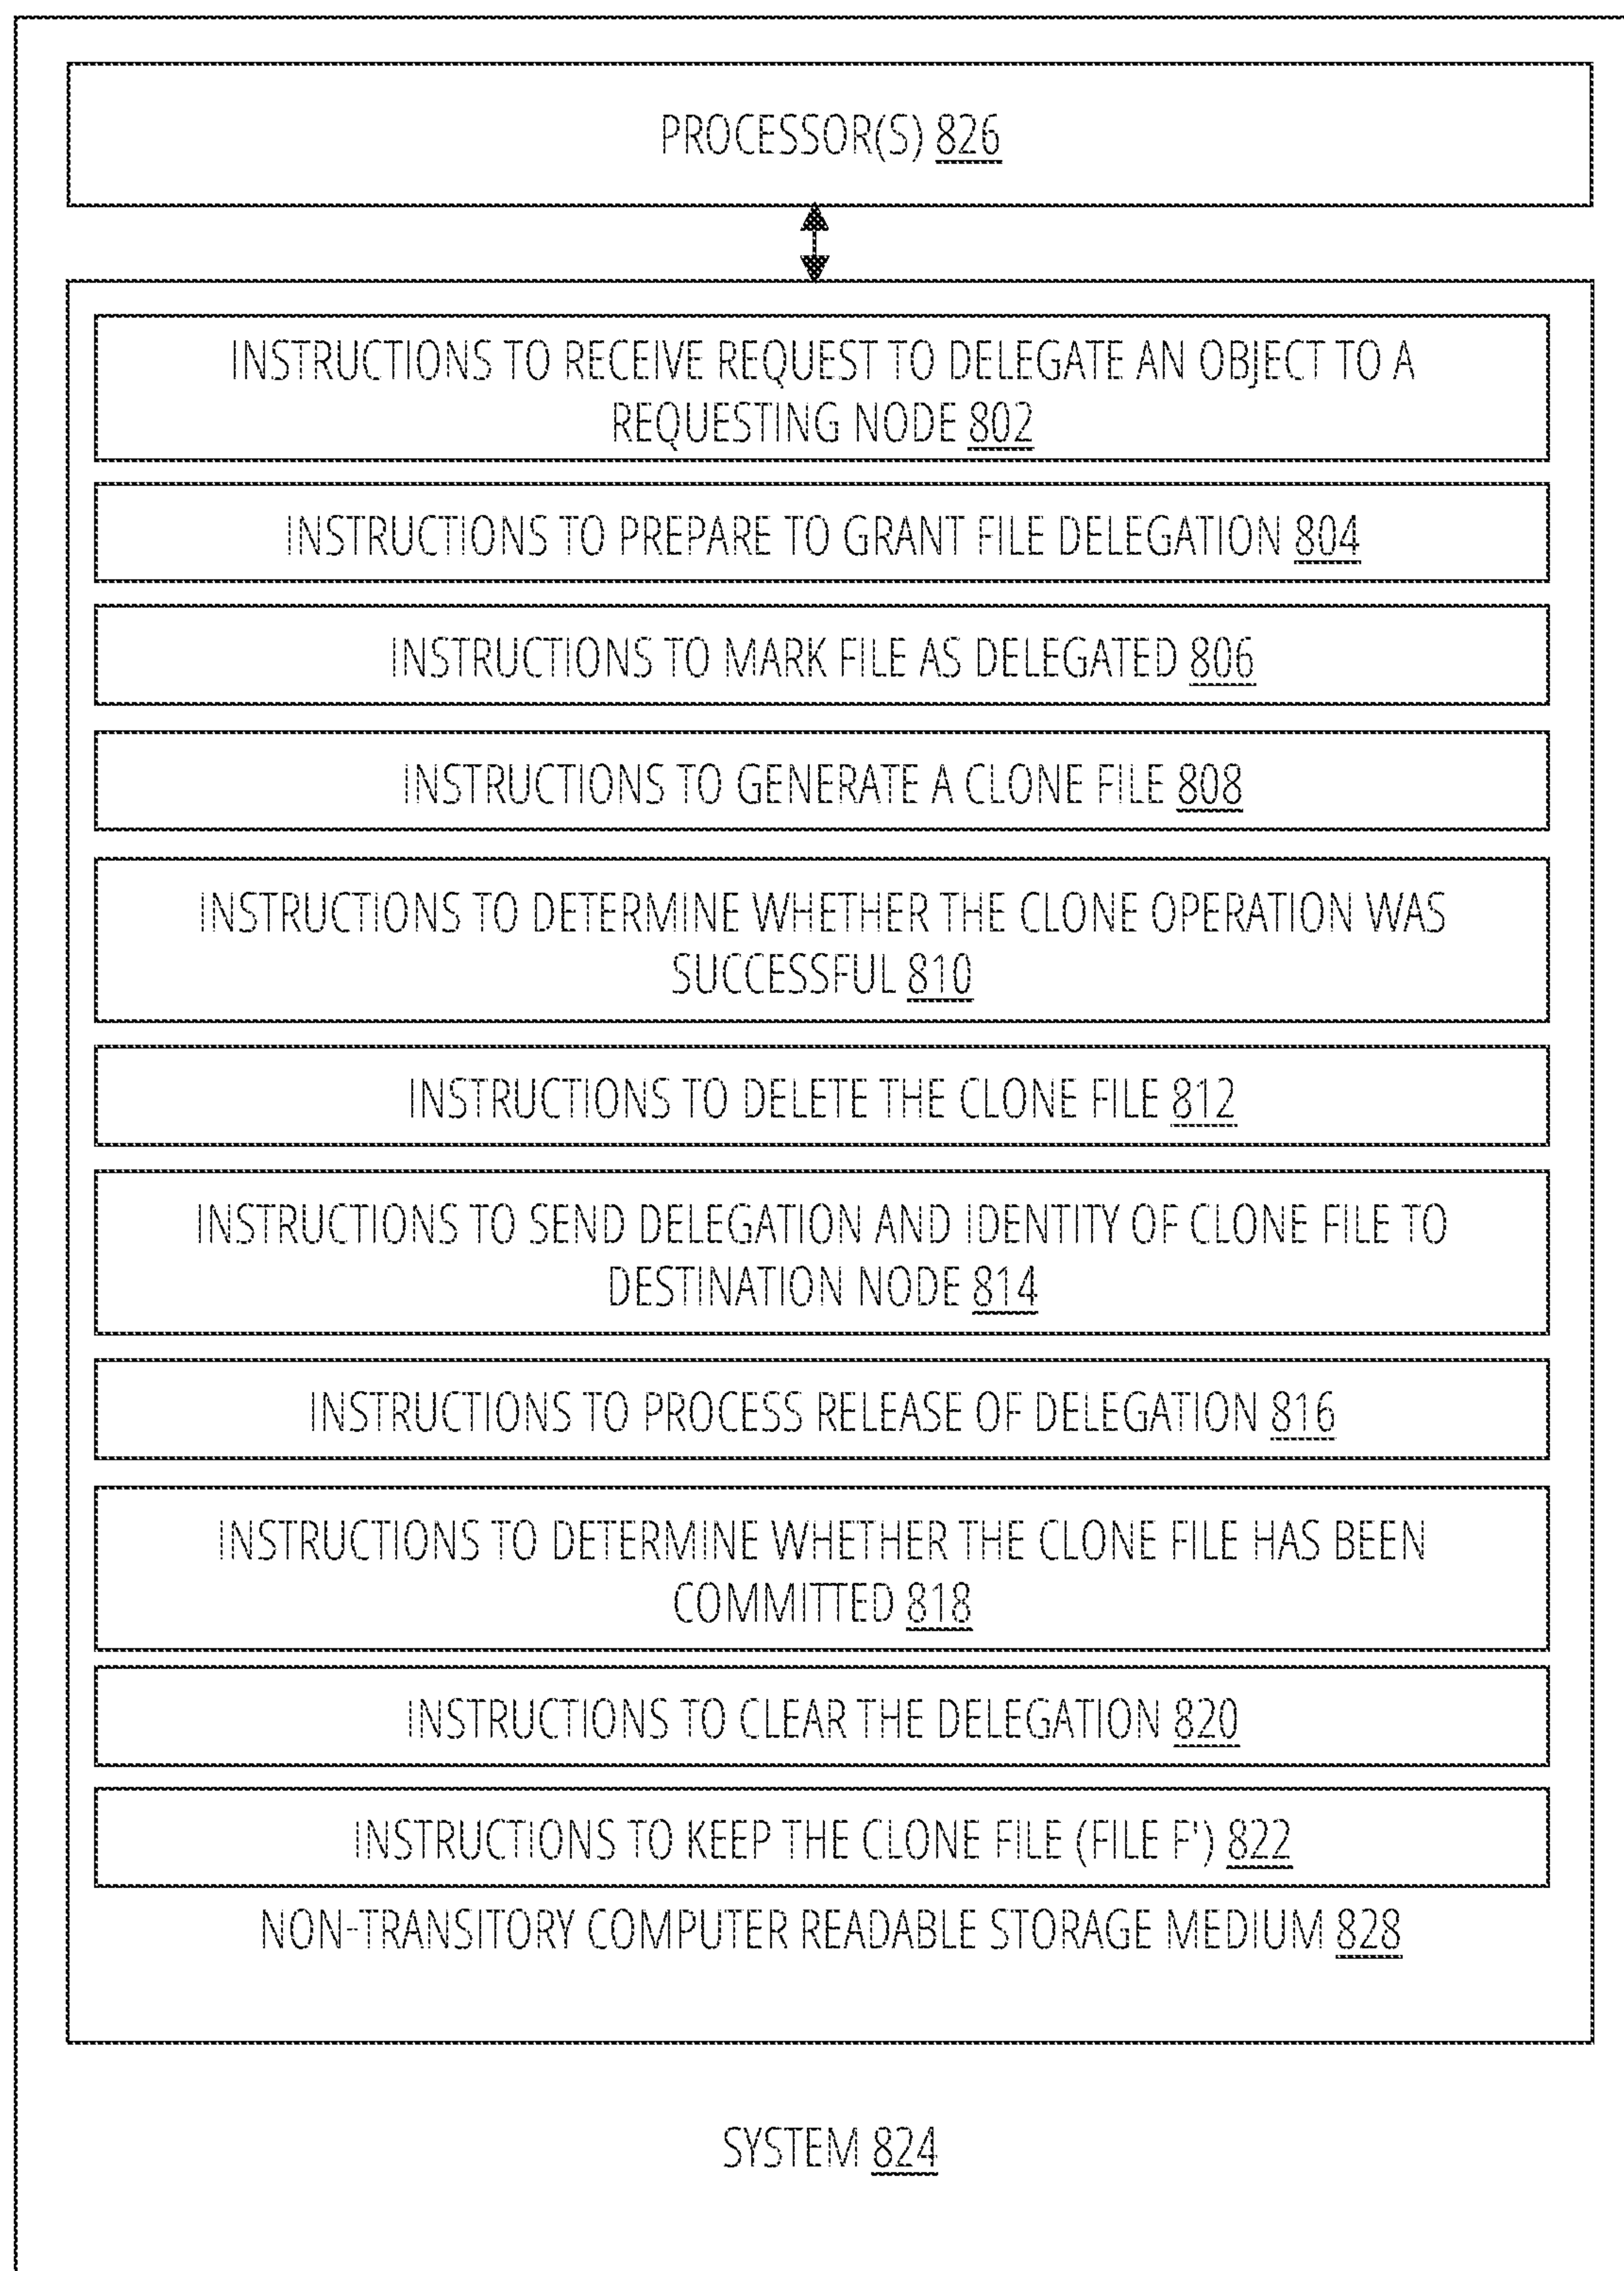 PROCESSOR(S) 826
INSTRUCTIONS TO RECEIVE REQUEST TO DELEGATE AN OBJECT TO A
REQUESTING NODE 802
INSTRUCTIONS TO PREPARE TO GRANT FILE DELEGATION 804
INSTRUCTIONS TO MARK FILE AS DELEGATED 806
INSTRUCTIONS TO GENERATE A CLONE FILE 808
INSTRUCTIONS TO DETERMINE WHETHER THE CLONE OPERATION WAS
SUCCESSFUL 810
INSTRUCTIONS TO DELETE THE CLONE FILE 812
INSTRUCTIONS TO SEND DELEGATION AND IDENTITY OF CLONE FILE TO
DESTINATION NODE 814
INSTRUCTIONS TO PROCESS RELEASE OF DELEGATION 816
INSTRUCTIONS TO DETERMINE WHETHER THE CLONE FILE HAS BEEN
COMMITTED 818
INSTRUCTIONS TO CLEAR THE DELEGATION 820
INSTRUCTIONS TO KEEP THE CLONE FILE (FILE F') 822
NON-TRANSITORY COMPUTER READABLE STORAGE MEDIUM 828
SYSTEM 824